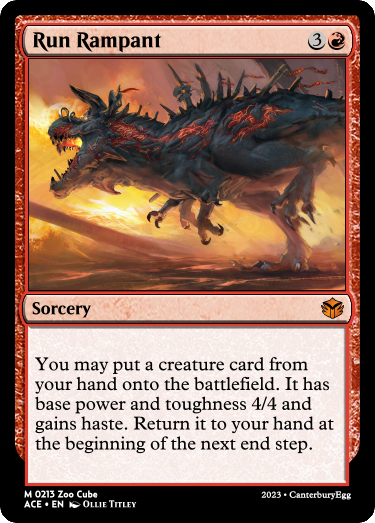 Run Rampant 3
Sorcery
You may put a creature card from
your hand onto the battlefield. It has
base power and toughness 4/4 and
gains haste. Return it to your hand at
the beginning of the next end step.
M 0213 Zoo Cube
ACE • EN Ollie Titley
2023 • CanterburyEgg